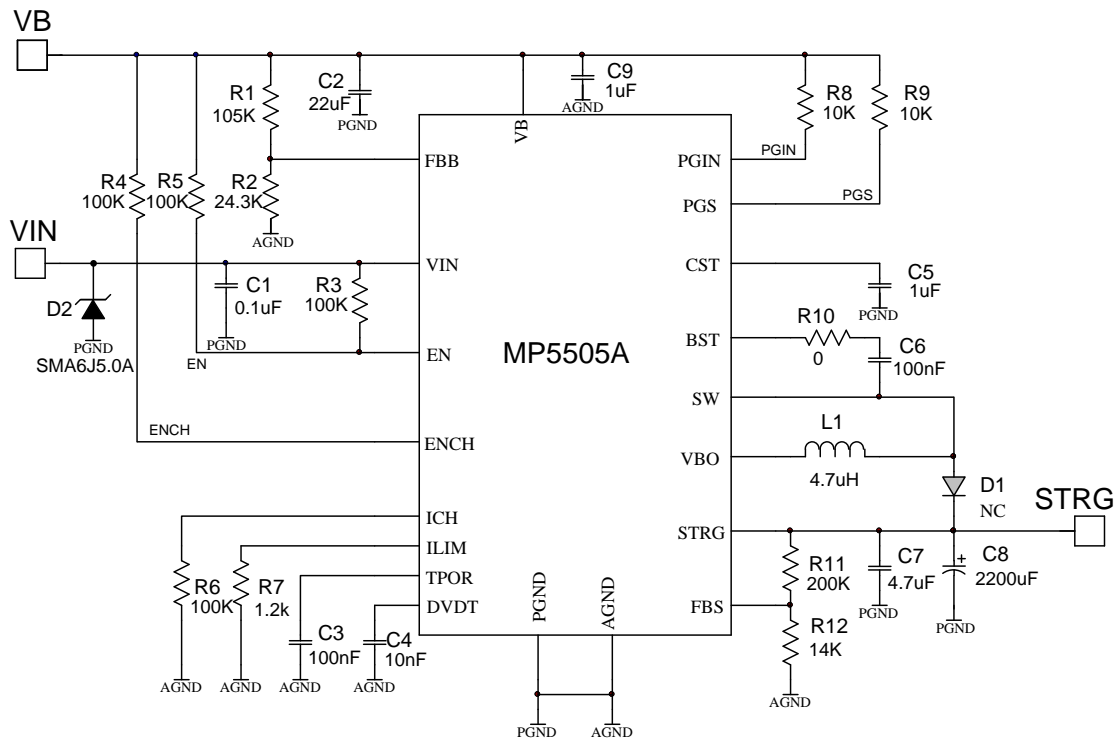 VB
R1
105K
C2
22uF
PGND
C9
1uF
AGND
R8
10K
R9
10K
VB
FBB
PGIN
PGIN
PGS
PGS
R4
100K
R5
100K
R2
24.3K
AGND
VIN
VIN
CST
C5
1uF
PGND
D2
PGND
SMA6J5.0A
C1
0.1uF
PGND
R3
100K
EN
EN
MP5505A
BST
R10
0
C6
100nF
SW
L1
4.7uH
VBO
ENCH
ENCH
D1
NC
STRG
STRG
ICH
ILIM
TPOR
DVDT
R6
100K
R7
1.2k
C3
100nF
C4
10nF
PGND
AGND
FBS
R11
200K
C7
4.7uF
PGND
+
C8
2200uF
PGND
R12
14K
AGND
AGND
AGND
AGND
AGND
PGND
AGND